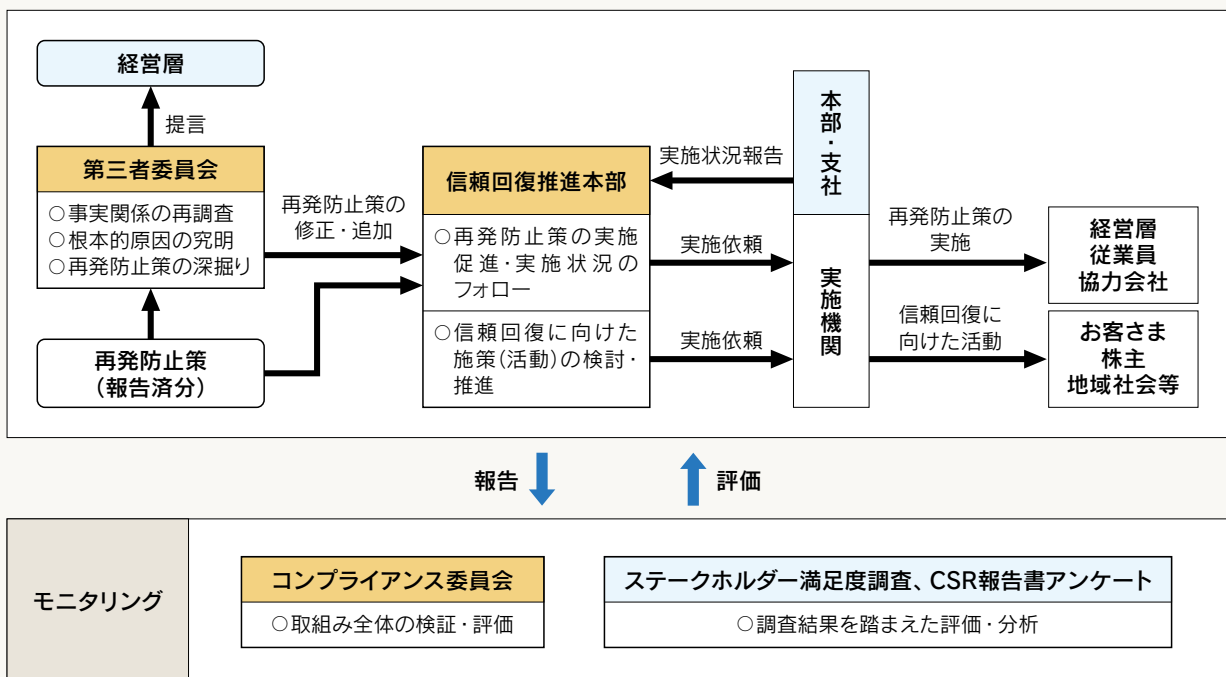 経営層
提言
第三者委員会
○事実関係の再調査
○根本的原因の究明
○再発防止策の深掘り
再発防止策
（報告済分）
再発防止策の
修正・追加
信頼回復推進本部
○再発防止策の実施
促進・実施状況の
フォロー
○信頼回復に向けた
施策（活動）の検討・
推進
実施状況報告
実施依頼
実施依頼
本部・支社
実施機関
再発防止策の
実施
信頼回復に
向けた活動
経営層
従業員
協力会社
お客さま
株主
地域社会等
報告
評価
モニタリング
コンプライアンス委員会
○取組み全体の検証・評価
ステークホルダー満足度調査、CSR報告書アンケート
○調査結果を踏まえた評価・分析